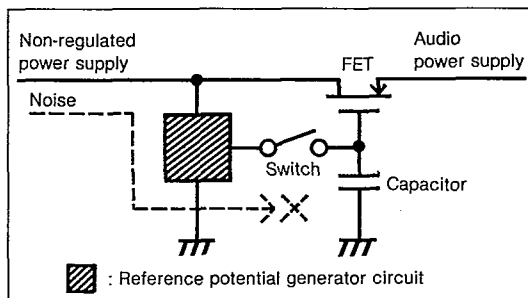 Non-regulated
power supply
FET
Audio
power supply
Noise
Switch
Capacitor
: Reference potential generator circuit